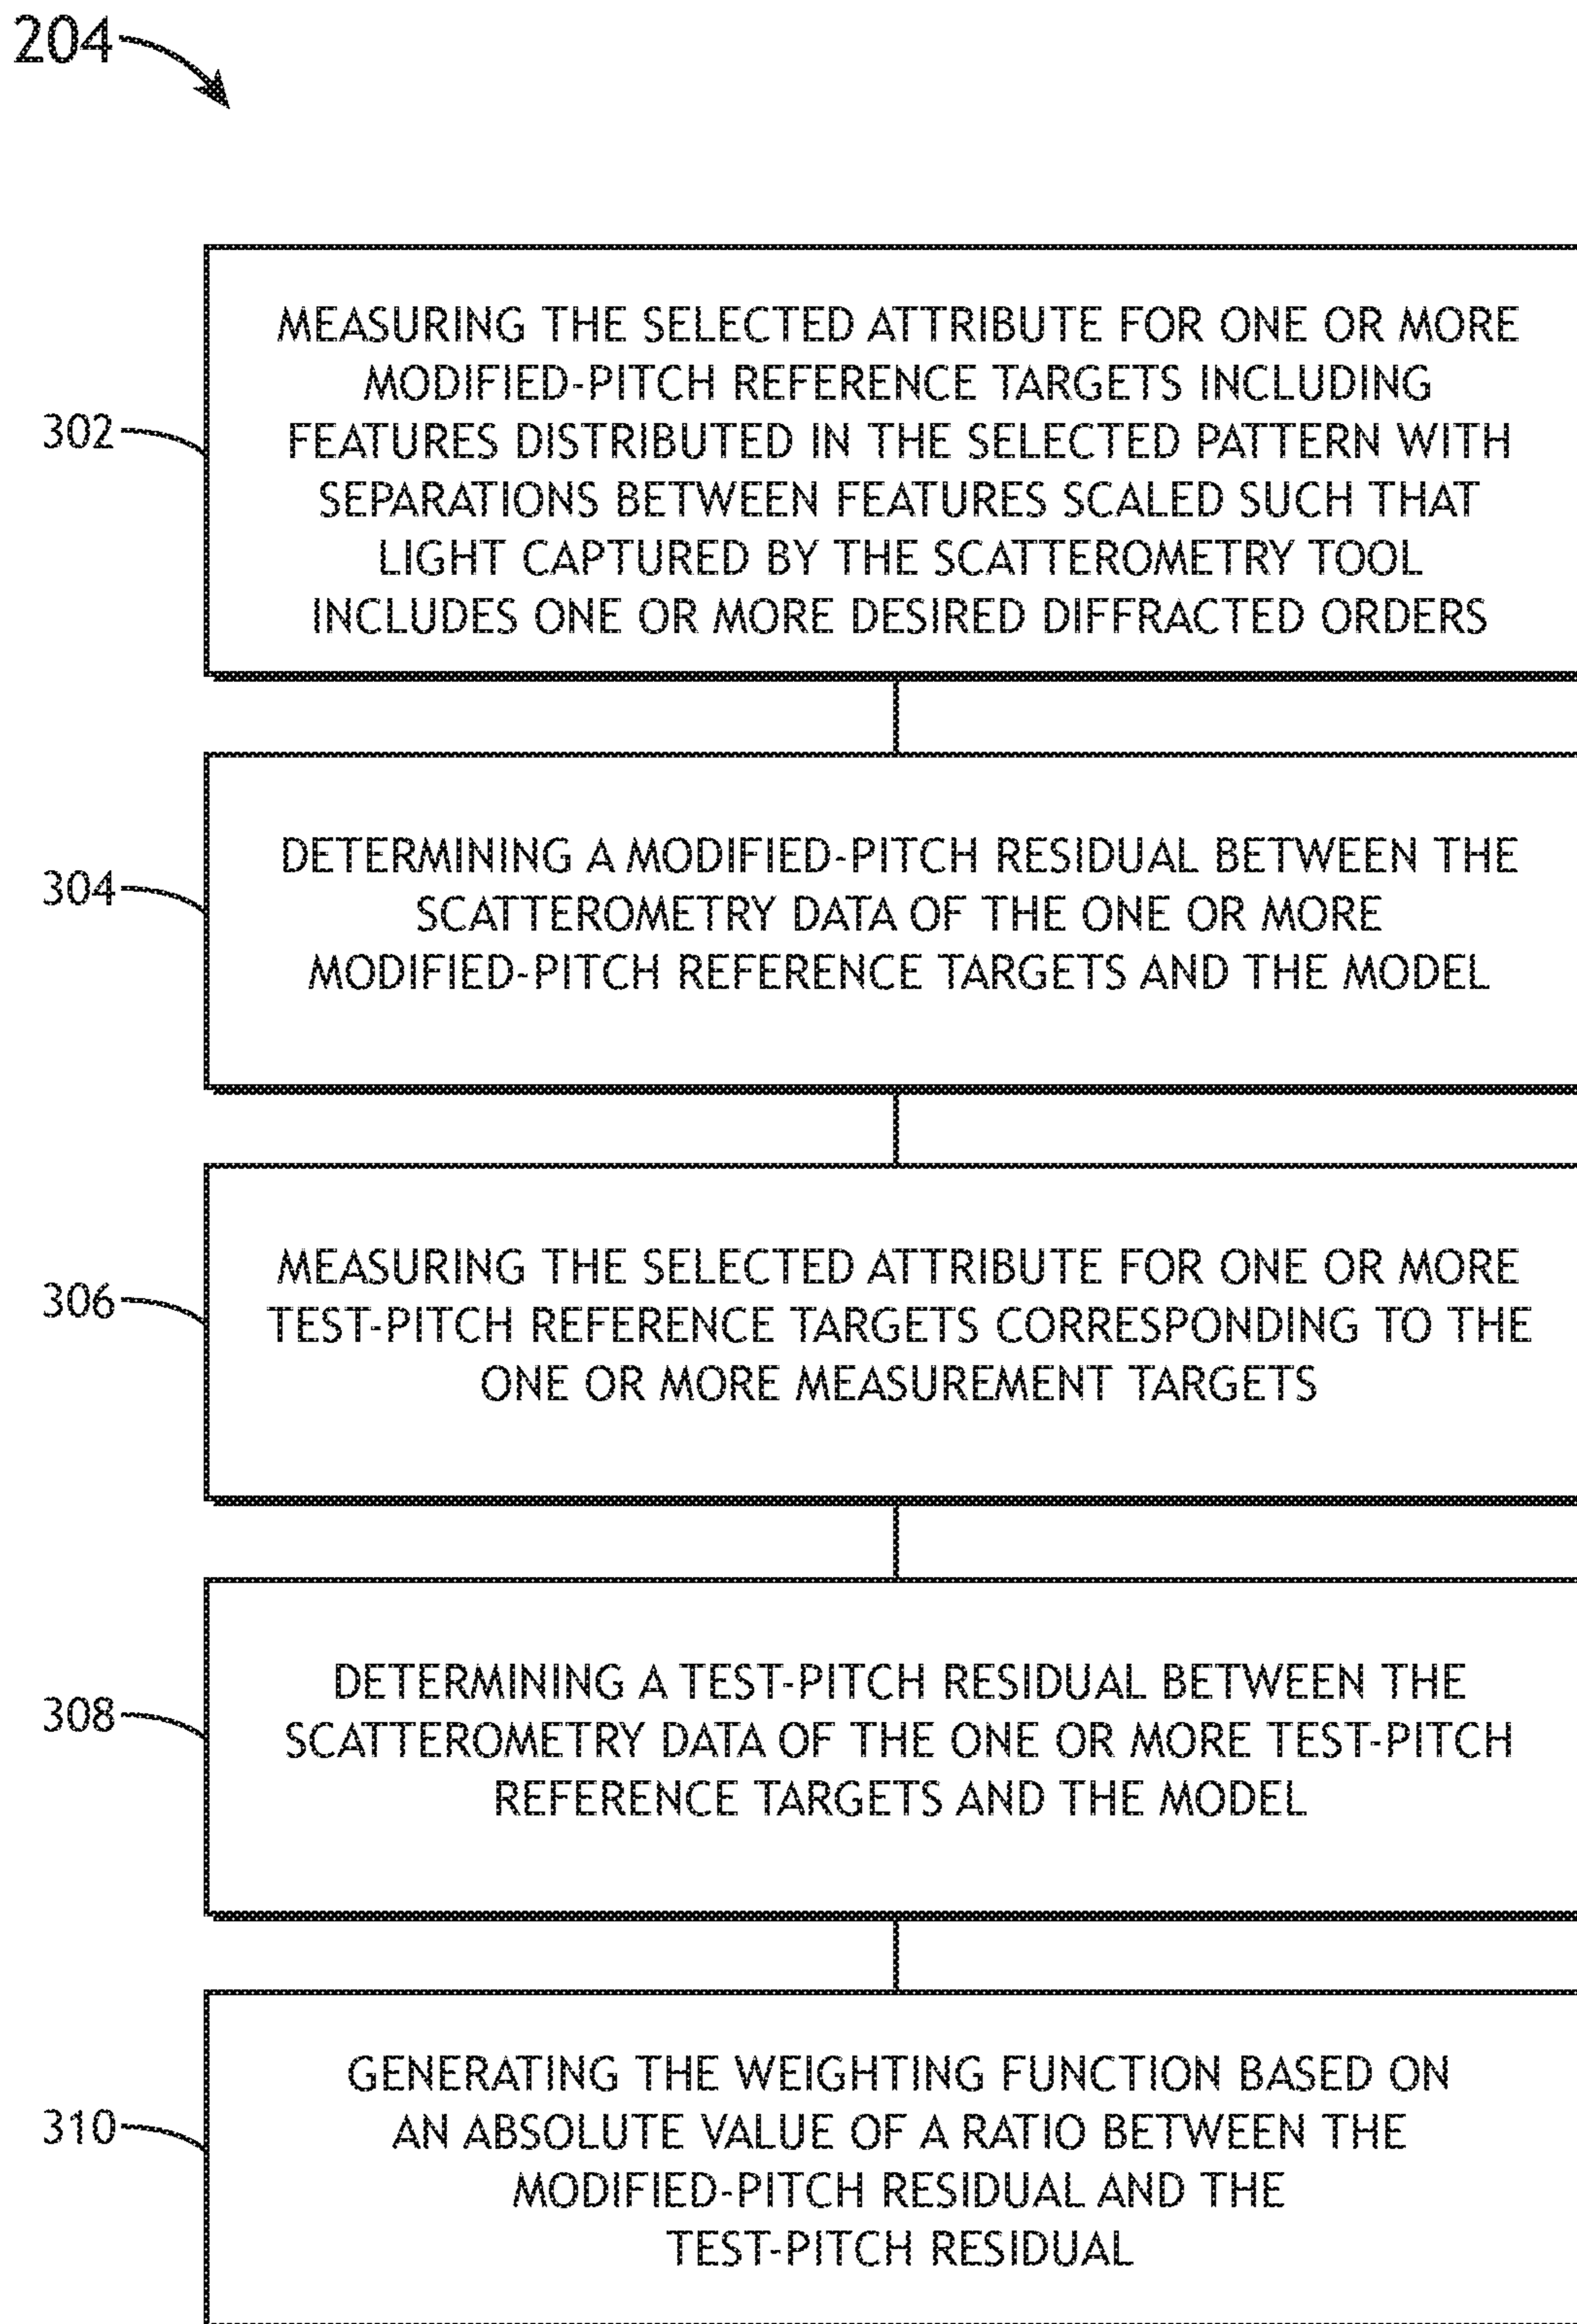 204
302
MEASURING THE SELECTED ATTRIBUTE FOR ONE OR MORE
MODIFIED-PITCH REFERENCE TARGETS INCLUDING
FEATURES DISTRIBUTED IN THE SELECTED PATTERN WITH
SEPARATIONS BETWEEN FEATURES SCALED SUCH THAT
LIGHT CAPTURED BY THE SCATTEROMETRY TOOL
INCLUDES ONE OR MORE DESIRED DIFFRACTED ORDERS
304
DETERMINING A MODIFIED-PITCH RESIDUAL BETWEEN THE
SCATTEROMETRY DATA OF THE ONE OR MORE
MODIFIED-PITCH REFERENCE TARGETS AND THE MODEL
306
MEASURING THE SELECTED ATTRIBUTE FOR ONE OR MORE
TEST-PITCH REFERENCE TARGETS CORRESPONDING TO THE
ONE OR MORE MEASUREMENT TARGETS
308
DETERMINING A TEST-PITCH RESIDUAL BETWEEN THE
SCATTEROMETRY DATA OF THE ONE OR MORE TEST-PITCH
REFERENCE TARGETS AND THE MODEL
310
GENERATING THE WEIGHTING FUNCTION BASED ON
AN ABSOLUTE VALUE OF A RATIO BETWEEN THE
MODIFIED-PITCH RESIDUAL AND THE
TEST-PITCH RESIDUAL